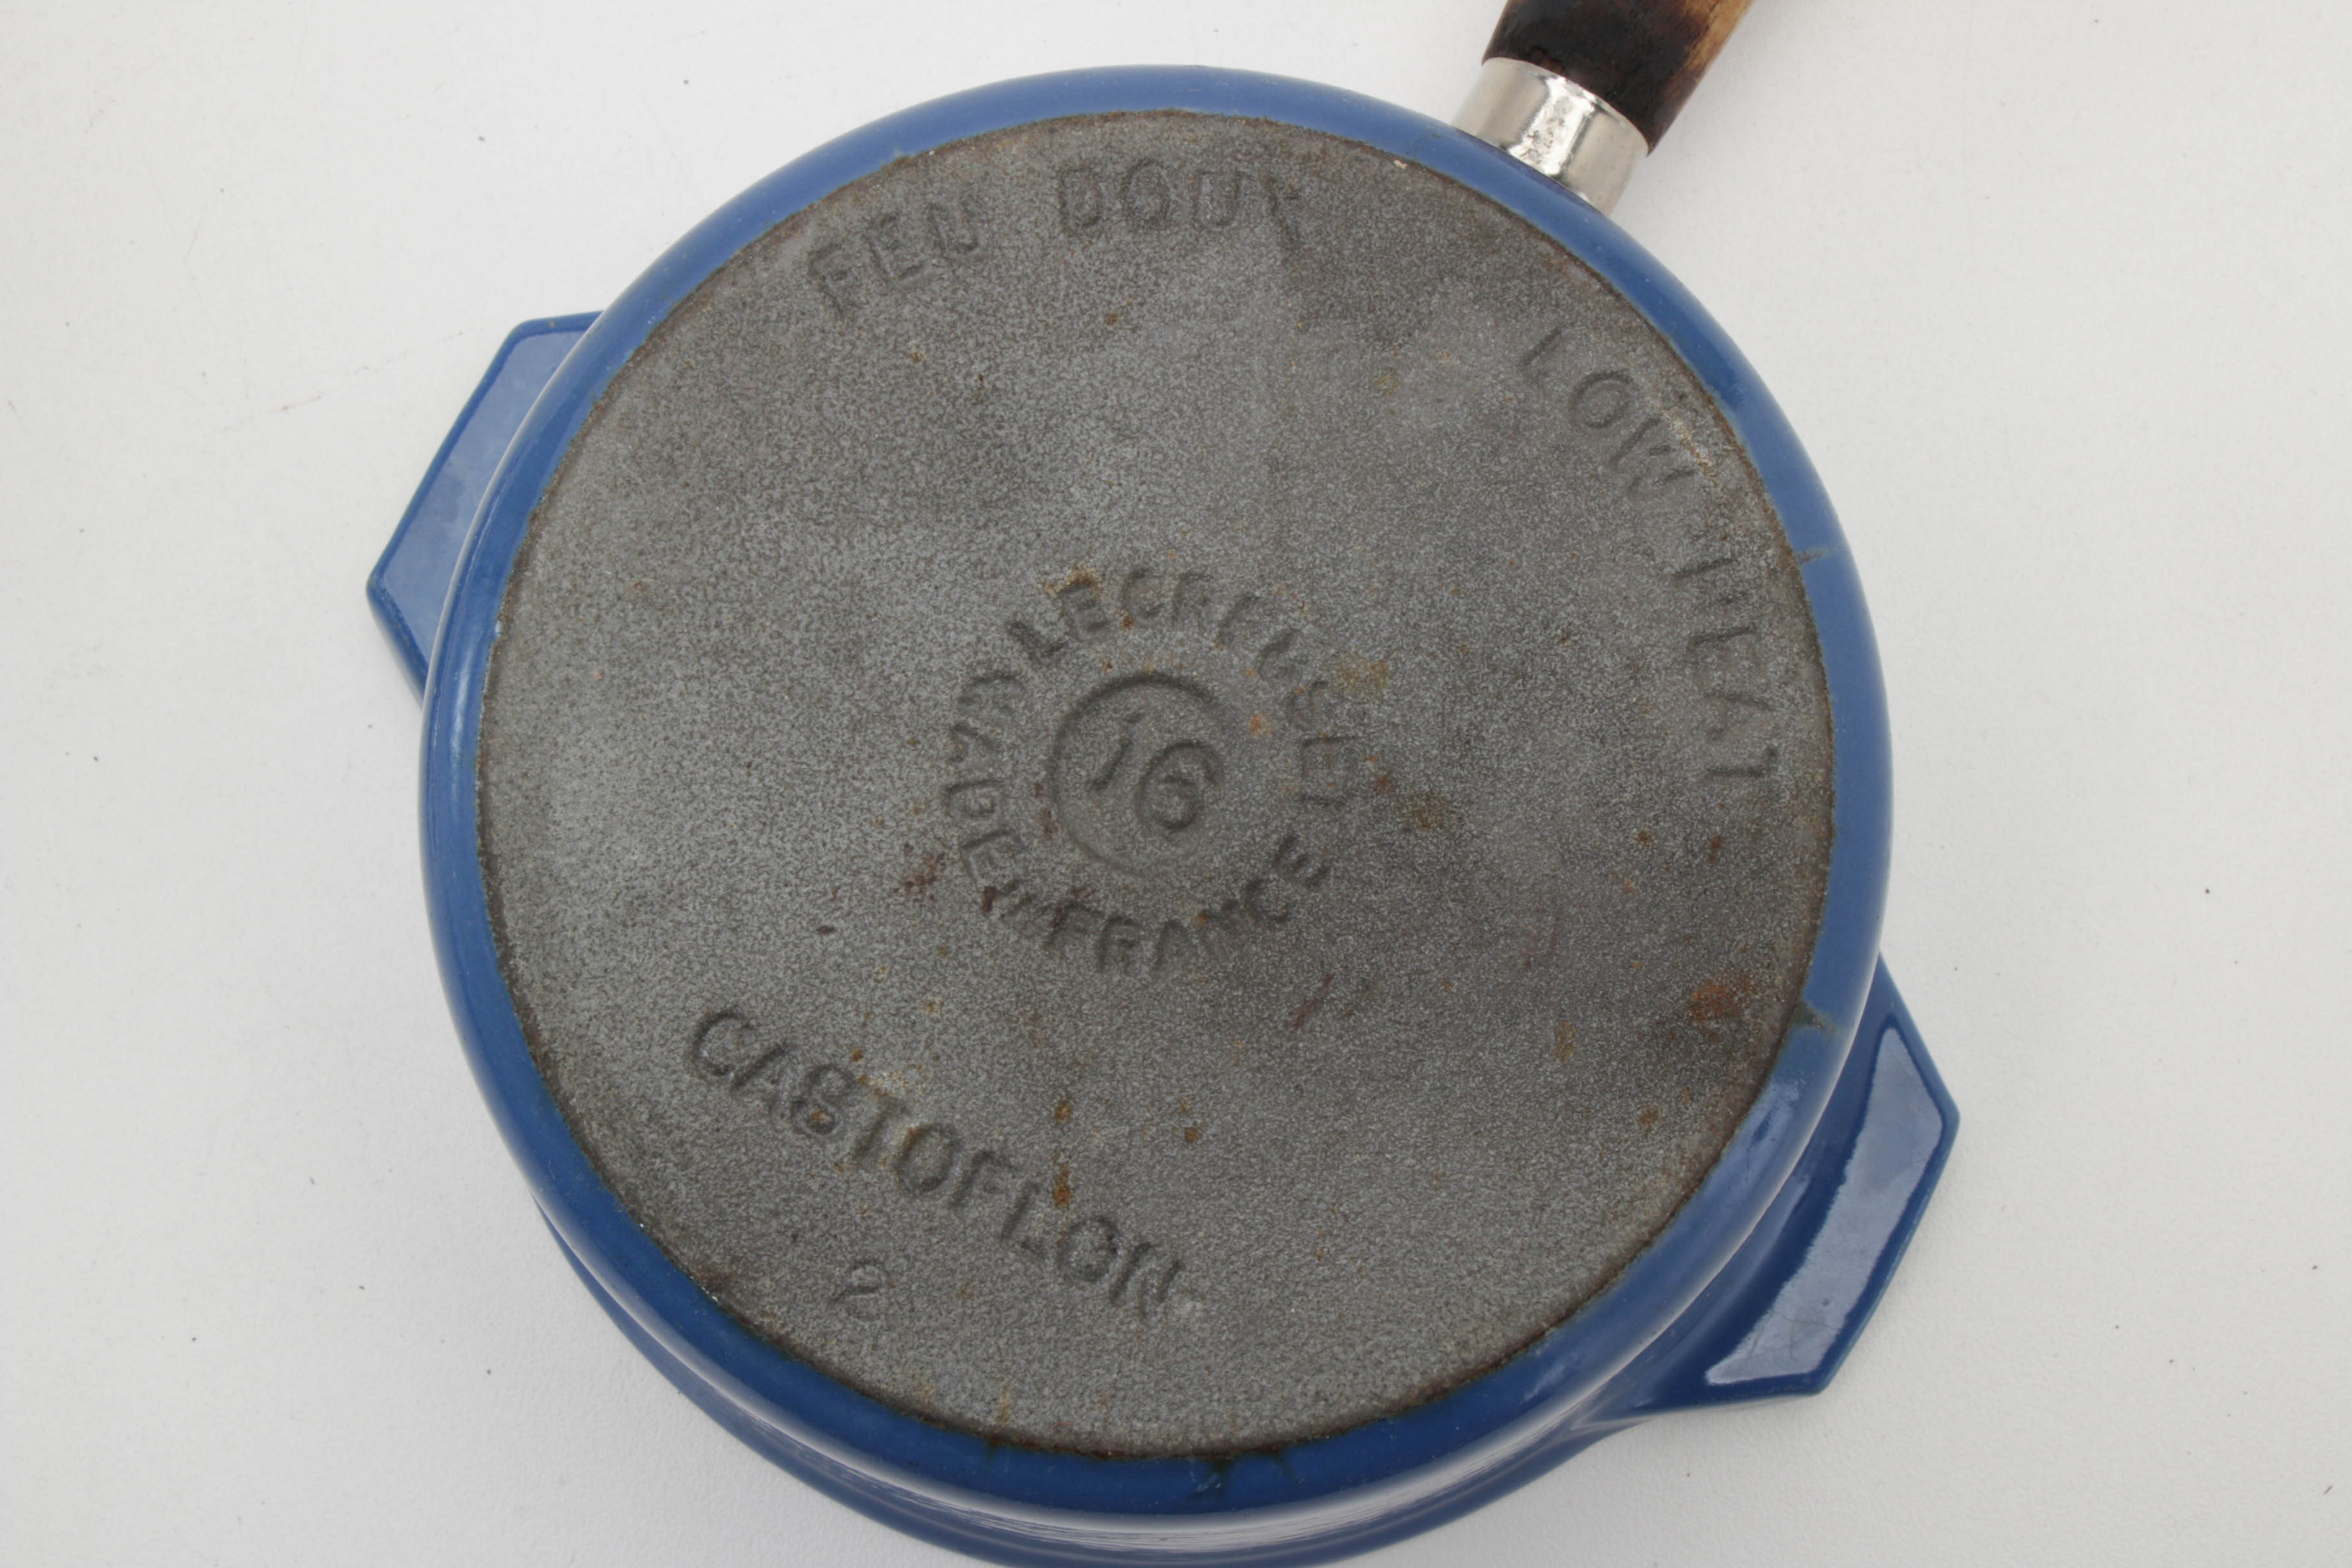 FEU DOUX
LOW HEAT
LE CREUSET
MADE IN FRANCE
16
CASTOFLON
2